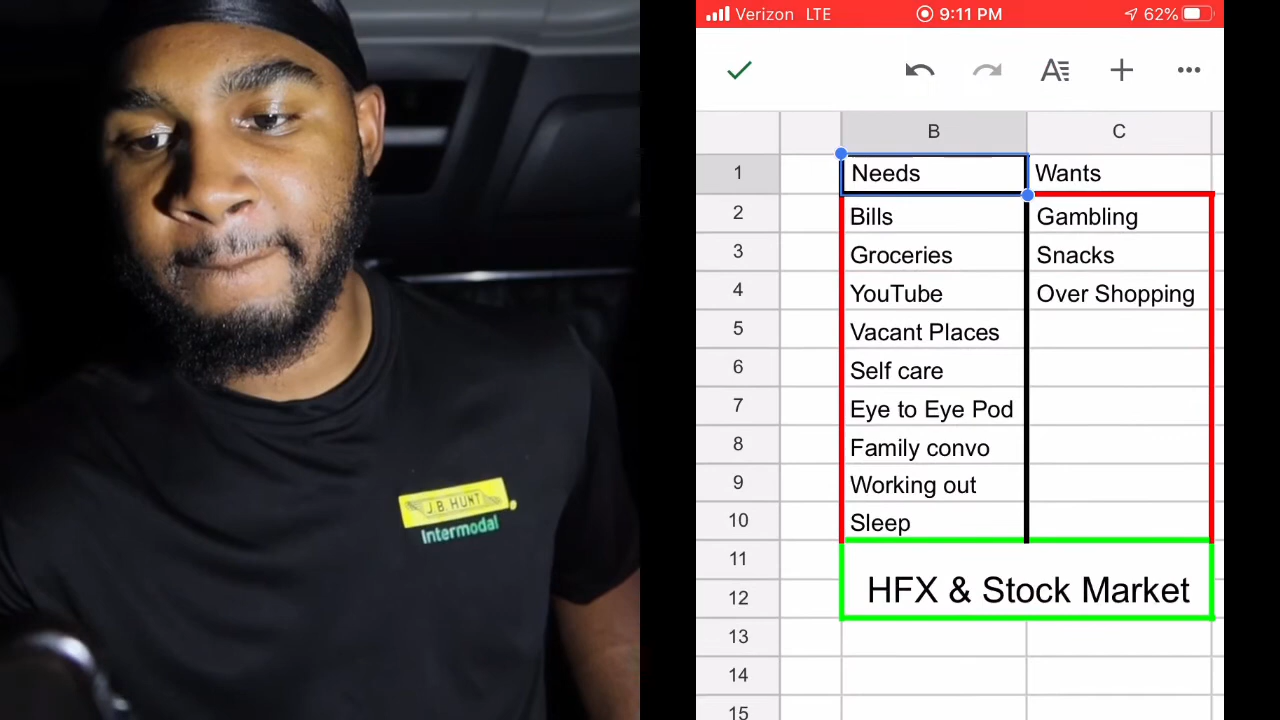 J B HUNT
Intermodal
Verizon LTE 9:11 PM 62%
B C
1 Needs Wants
2 Bills Gambling
3 Groceries Snacks
4 YouTube Over Shopping
5 Vacant Places
6 Self care
7 Eye to Eye Pod
8 Family convo
9 Working out
10 Sleep
11
HFX & Stock Market
12
13
14
15